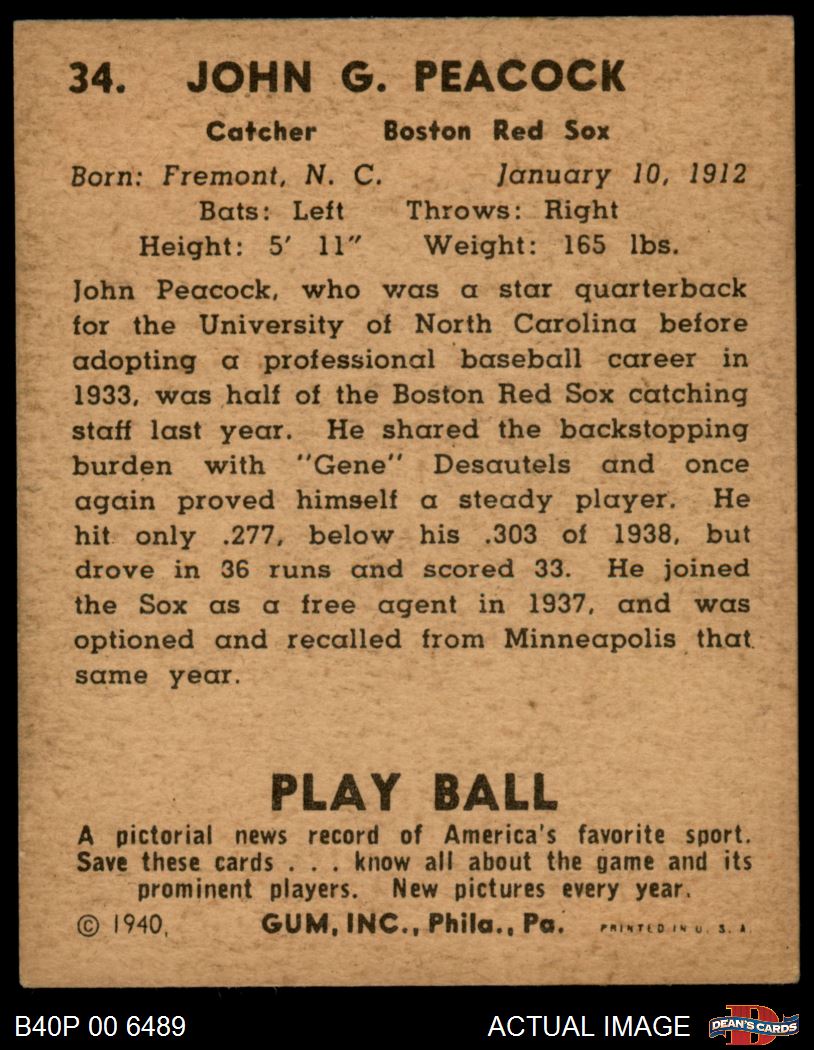 34. JOHN G. PEACOCK
Catcher Boston Red Sox
Born: Fremont, N. C. January 10, 1912
Bats: Left Throws: Right
Height: 5' 11" Weight: 165 lbs.
John Peacock, who was a star quarterback
for the University of North Carolina before
adopting a professional baseball career in
1933, was half of the Boston Red Sox catching
staff last year. He shared the backstopping
burden with "Gene" Desautels and once
again proved himself a steady player. He
hit only .277, below his .303 of 1938, but
drove in 36 runs and scored 33. He joined
the Sox as a free agent in 1937, and was
optioned and recalled from Minneapolis that
same year.
PLAY BALL
A pictorial news record of America's favorite sport.
Save these cards . . . know all about the game and its
prominent players. New pictures every year.
© 1940, GUM, INC., Phila., Pa. PRINTED IN U. S. A.
B40P 00 6489 ACTUAL IMAGE D DEAN'S CARDS